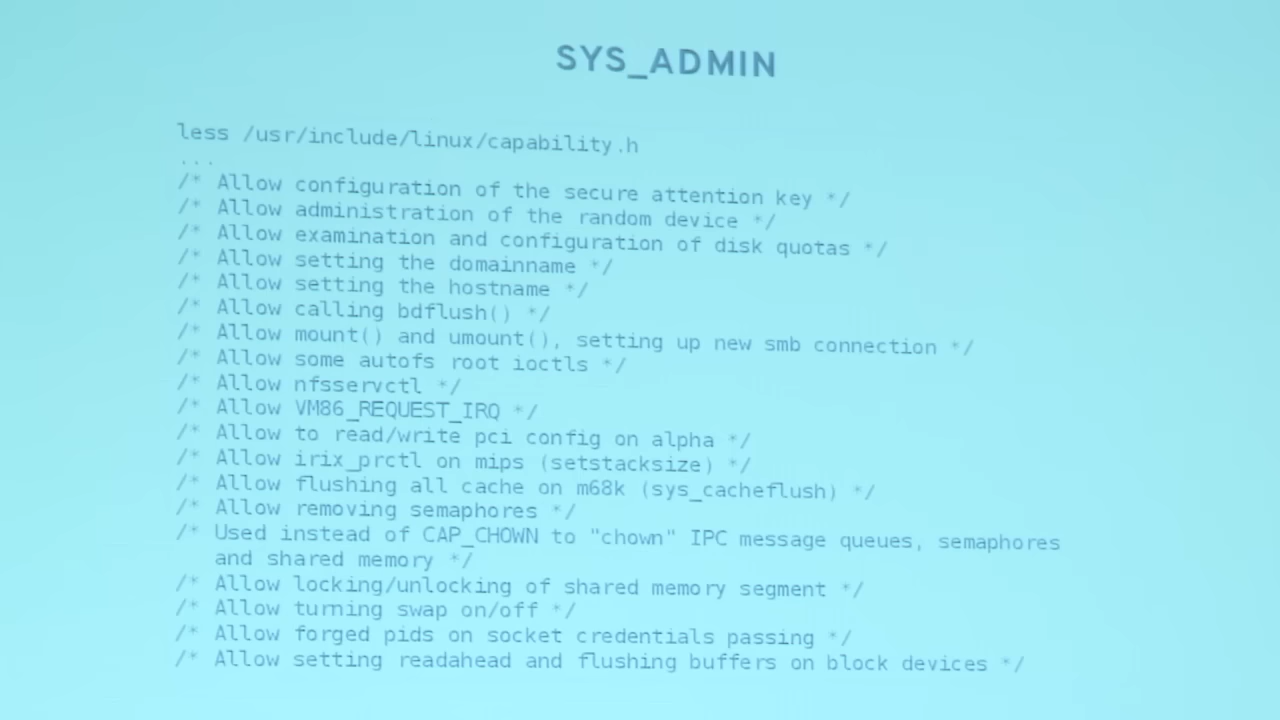 SYS_ADMIN
less /usr/include/linux/capability.h
...
/* Allow configuration of the secure attention key */
/* Allow administration of the random device */
/* Allow examination and configuration of disk quotas */
/* Allow setting the domainname */
/* Allow setting the hostname */
/* Allow calling bdflush() */
/* Allow mount() and umount(), setting up new smb connection */
/* Allow some autofs root ioctls */
/* Allow nfsservctl */
/* Allow VM86_REQUEST_IRQ */
/* Allow to read/write pci config on alpha */
/* Allow irix_prctl on mips (setstacksize) */
/* Allow flushing all cache on m68k (sys_cacheflush) */
/* Allow removing semaphores */
/* Used instead of CAP_CHOWN to "chown" IPC message queues, semaphores
and shared memory */
/* Allow locking/unlocking of shared memory segment */
/* Allow turning swap on/off */
/* Allow forged pids on socket credentials passing */
/* Allow setting readahead and flushing buffers on block devices */